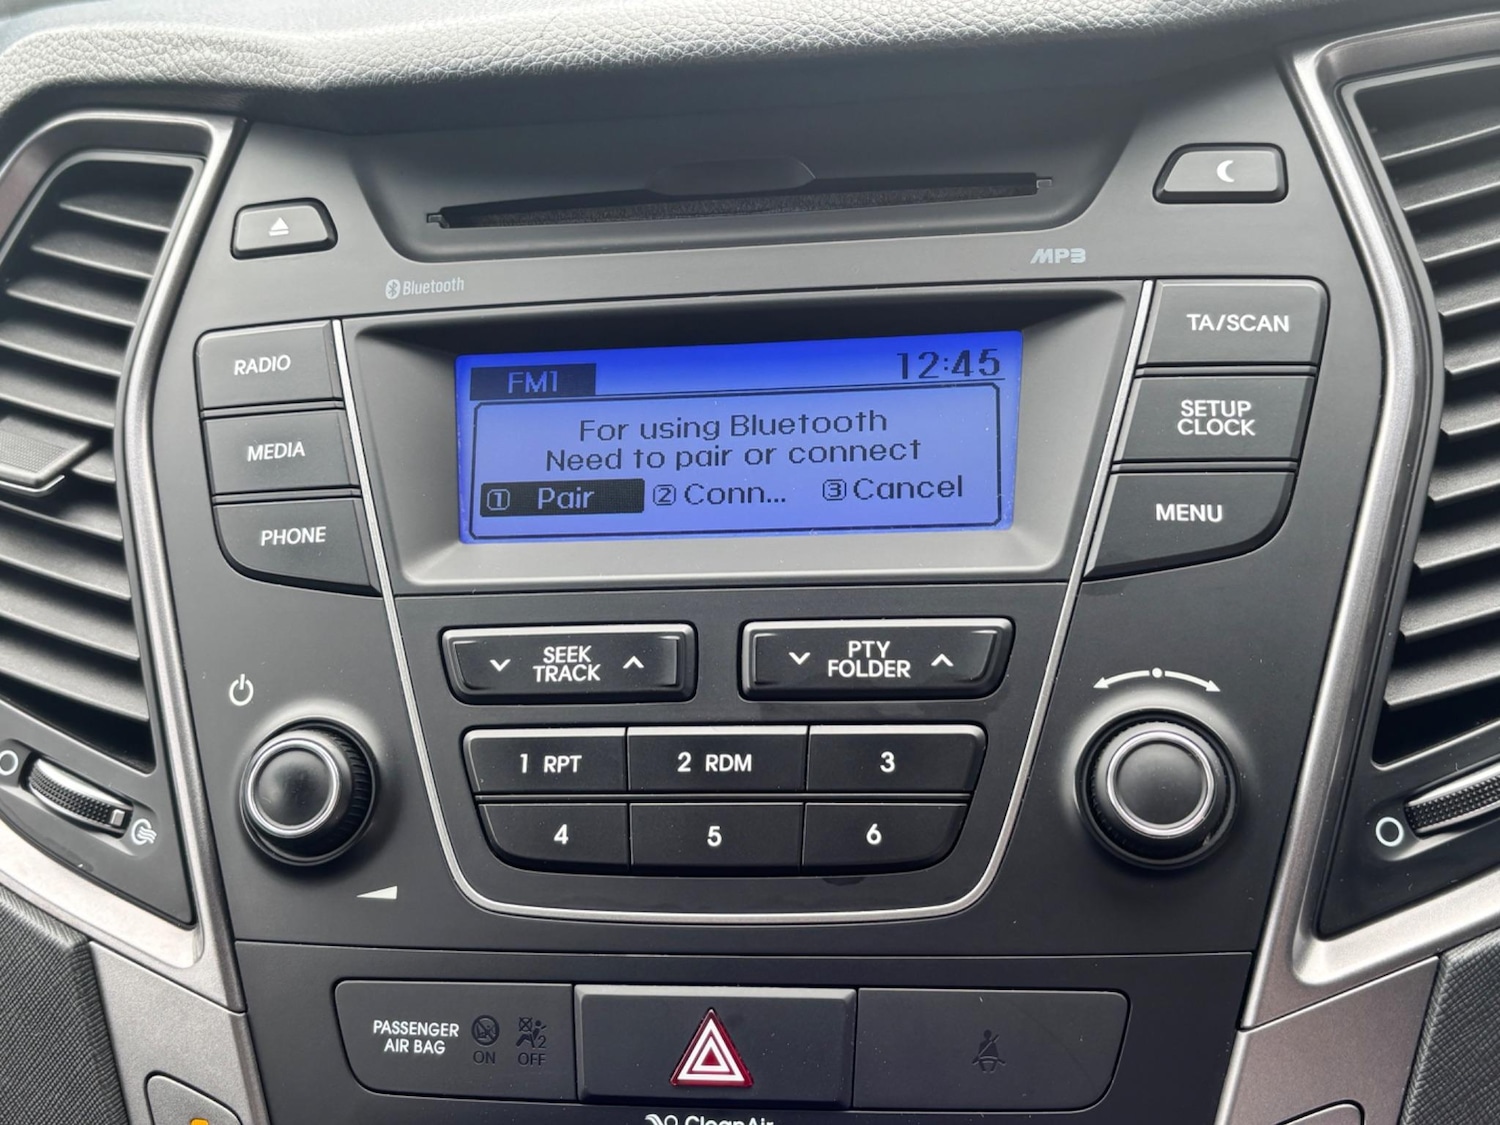 Bluetooth
MP3
RADIO
MEDIA
PHONE
FM1
12:45
For using Bluetooth
Need to pair or connect
1 Pair 2 Conn... 3 Cancel
TA/SCAN
SETUP
CLOCK
MENU
SEEK
TRACK
PTY
FOLDER
1 RPT
2 RDM
3
4
5
6
PASSENGER
AIR BAG
ON
OFF
CleanAir